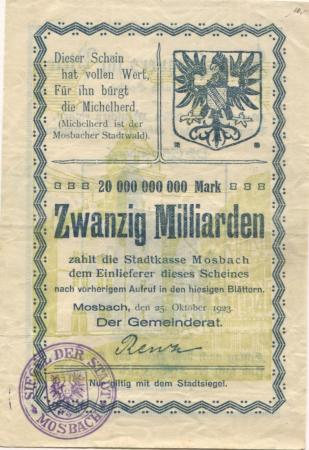 Dieser Schein
hat vollen Wert,
Für ihn bürgt
die Michelherd.
(Michelherd ist der
Mosbacher Stadtwald).
20 000 000 000 Mark
Zwanzig Milliarden
zahlt die Stadtkasse Mosbach
dem Einlieferer dieses Scheines
nach vorherigem Aufruf in den hiesigen Blättern.
Mosbach, den 25. Oktober 1923.
Der Gemeinderat.
Nur giltig mit dem Stadtsiegel.
SIEGEL DER STADT
MOSBACH